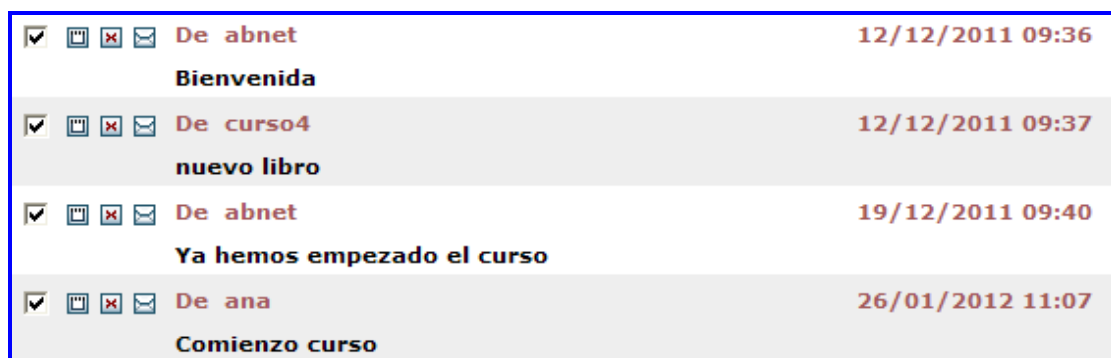 De abnet 12/12/2011 09:36
Bienvenida
De curso4 12/12/2011 09:37
nuevo libro
De abnet 19/12/2011 09:40
Ya hemos empezado el curso
De ana 26/01/2012 11:07
Comienzo curso